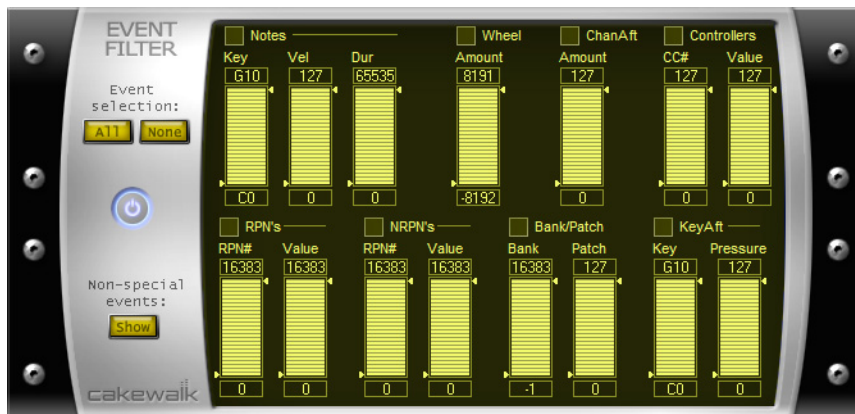 EVENT
FILTER
Event
selection:
All None
Non-special
events:
Show
cakewalk
Notes Wheel ChanAft Controllers
Key Vel Dur Amount Amount CC# Value
G10 127 65535 8191 127 127 127
C0 0 0 -8192 0 0 0
RPN's NRPN's Bank/Patch KeyAft
RPN# Value RPN# Value Bank Patch Key Pressure
16383 16383 16383 16383 16383 127 G10 127
0 0 0 0 -1 0 C0 0